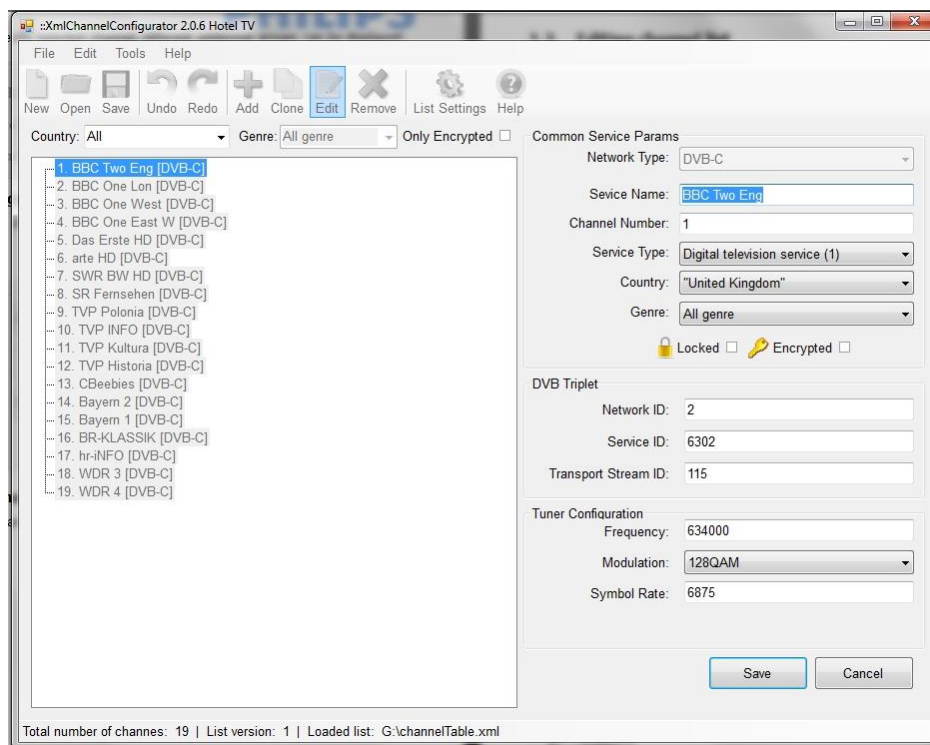 PHILIPS
::XmlChannelConfigurator 2.0.6 Hotel TV
File Edit Tools Help
New Open Save Undo Redo Add Clone Edit Remove List Settings Help
Country: All Genre: All genre Only Encrypted
1. BBC Two Eng [DVB-C]
2. BBC One Lon [DVB-C]
3. BBC One West [DVB-C]
4. BBC One East W [DVB-C]
5. Das Erste HD [DVB-C]
6. arte HD [DVB-C]
7. SWR BW HD [DVB-C]
8. SR Fernsehen [DVB-C]
9. TVP Polonia [DVB-C]
10. TVP INFO [DVB-C]
11. TVP Kultura [DVB-C]
12. TVP Historia [DVB-C]
13. CBeebies [DVB-C]
14. Bayern 2 [DVB-C]
15. Bayern 1 [DVB-C]
16. BR-KLASSIK [DVB-C]
17. hr-iNFO [DVB-C]
18. WDR 3 [DVB-C]
19. WDR 4 [DVB-C]
Common Service Params
Network Type: DVB-C
Sevice Name: BBC Two Eng
Channel Number: 1
Service Type: Digital television service (1)
Country: "United Kingdom"
Genre: All genre
Locked Encrypted
DVB Triplet
Network ID: 2
Service ID: 6302
Transport Stream ID: 115
Tuner Configuration
Frequency: 634000
Modulation: 128QAM
Symbol Rate: 6875
Save Cancel
Total number of channes: 19 | List version: 1 | Loaded list: G:\channelTable.xml